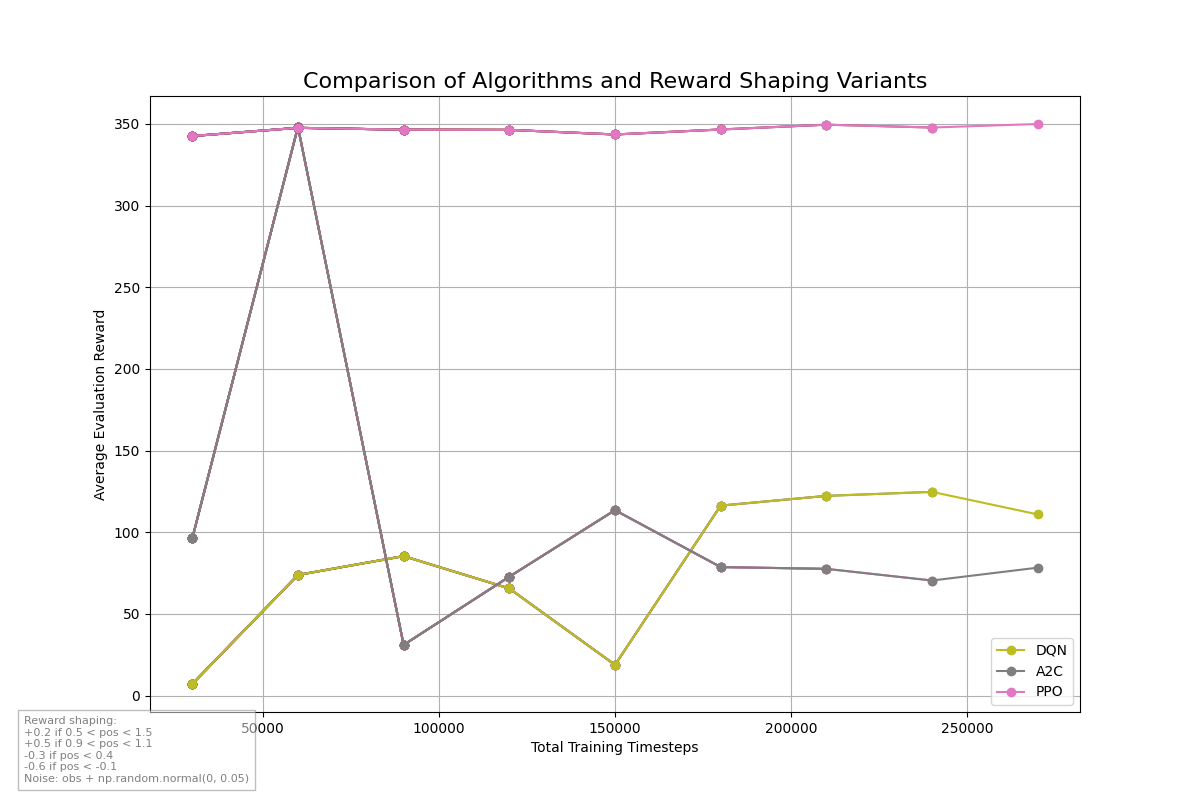 Comparison of Algorithms and Reward Shaping Variants
350
300
250
200
150
100
50
0
Average Evaluation Reward
DQN
A2C
PPO
50000 100000 150000 200000 250000
Total Training Timesteps
Reward shaping:
+0.2 if 0.5 < pos < 1.5
+0.5 if 0.9 < pos < 1.1
-0.3 if pos < 0.4
-0.6 if pos < -0.1
Noise: obs + np.random.normal(0, 0.05)